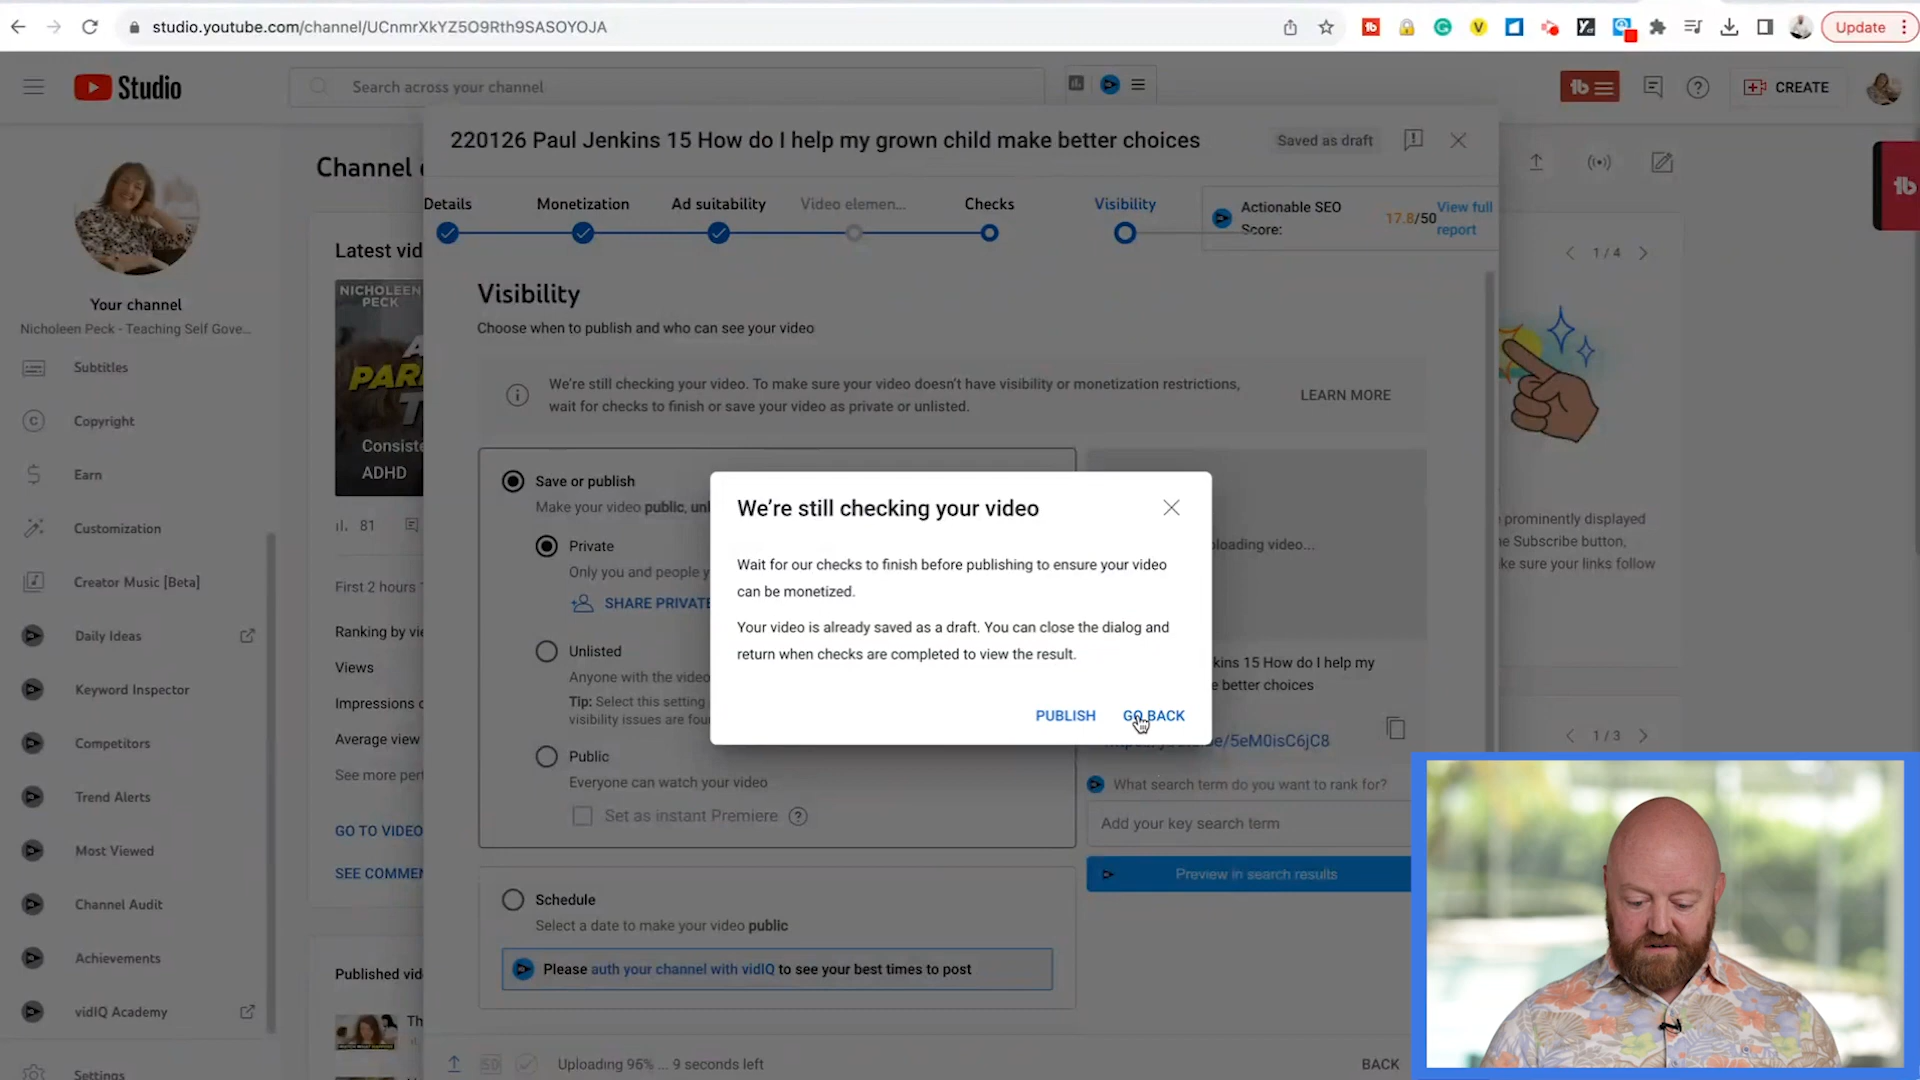 studio.youtube.com/channel/UCnmrXkYZ5O9Rth9SASOYOJA
Update
Studio
Search across your channel
CREATE
220126 Paul Jenkins 15 How do I help my grown child make better choices
Saved as draft
Channel
Details
Monetization
Ad suitability
Video elemen...
Checks
Visibility
Actionable SEO
Score:
17.8/50
View full
report
Your channel
Nicholeen Peck - Teaching Self Gove...
Subtitles
Copyright
Earn
Customization
Creator Music [Beta]
Daily Ideas
Keyword Inspector
Competitors
Trend Alerts
Most Viewed
Channel Audit
Achievements
vidIQ Academy
Settings
Latest vid
NICHOLEEN
PECK
Consiste
ADHD
81
First 2 hours
Ranking by vie
Views
Impressions c
Average view
See more per
GO TO VIDEO
SEE COMMEN
Published vid
Th
Visibility
Choose when to publish and who can see your video
We're still checking your video. To make sure your video doesn't have visibility or monetization restrictions,
wait for checks to finish or save your video as private or unlisted.
LEARN MORE
Save or publish
Make your video public, unl
Private
Only you and people y
SHARE PRIVATE
Unlisted
Anyone with the video
Tip: Select this setting
visibility issues are foun
Public
Everyone can watch your video
Set as instant Premiere
Schedule
Select a date to make your video public
Please auth your channel with vidIQ to see your best times to post
We're still checking your video
Wait for our checks to finish before publishing to ensure your video
can be monetized.
Your video is already saved as a draft. You can close the dialog and
return when checks are completed to view the result.
PUBLISH
GO BACK
loading video...
kins 15 How do I help my
e better choices
e/5eM0isC6jC8
What search term do you want to rank for?
Add your key search term
Preview in search results
1 / 4
prominently displayed
e Subscribe button,
ke sure your links follow
1 / 3
SD
Uploading 96% ... 9 seconds left
BACK